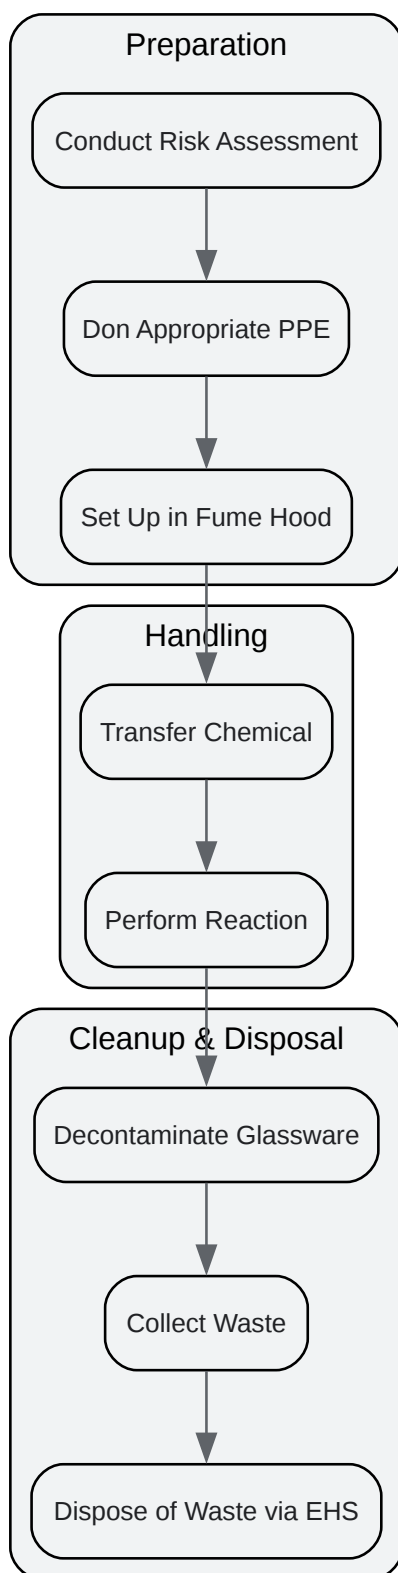 Preparation
Conduct Risk Assessment
Don Appropriate PPE
Set Up in Fume Hood
Handling
Transfer Chemical
Perform Reaction
Cleanup & Disposal
Decontaminate Glassware
Collect Waste
Dispose of Waste via EHS